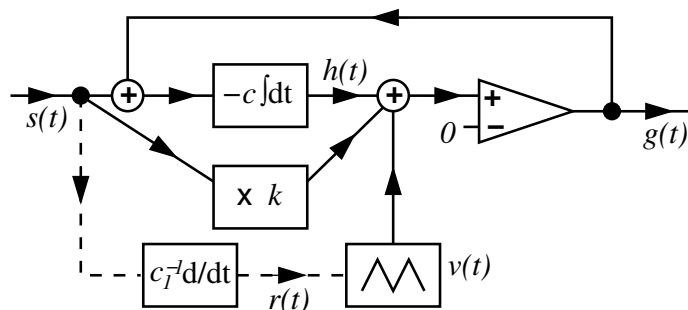 −c ∫dt
h(t)
+
+
+
−
0
s(t)
g(t)
x k
c₁⁻¹d/dt
r(t)
v(t)